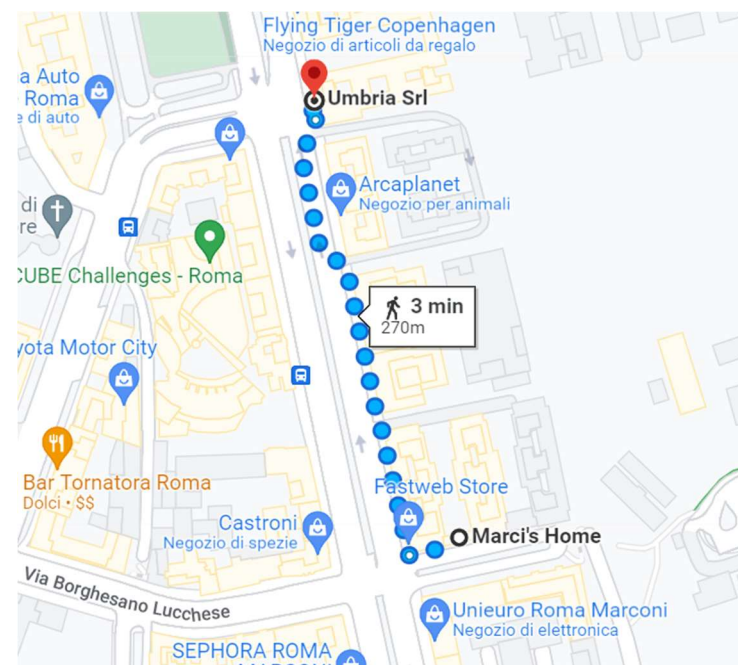 Flying Tiger Copenhagen
Negozio di articoli da regalo
a Auto
Roma
e di auto
Umbria Srl
Arcaplanet
Negozio per animali
di
re
CUBE Challenges - Roma
3 min
270m
yota Motor City
Bar Tornatora Roma
Dolci • $$
Fastweb Store
Castroni
Negozio di spezie
Marci's Home
Via Borghesano Lucchese
Unieuro Roma Marconi
Negozio di elettronica
SEPHORA ROMA